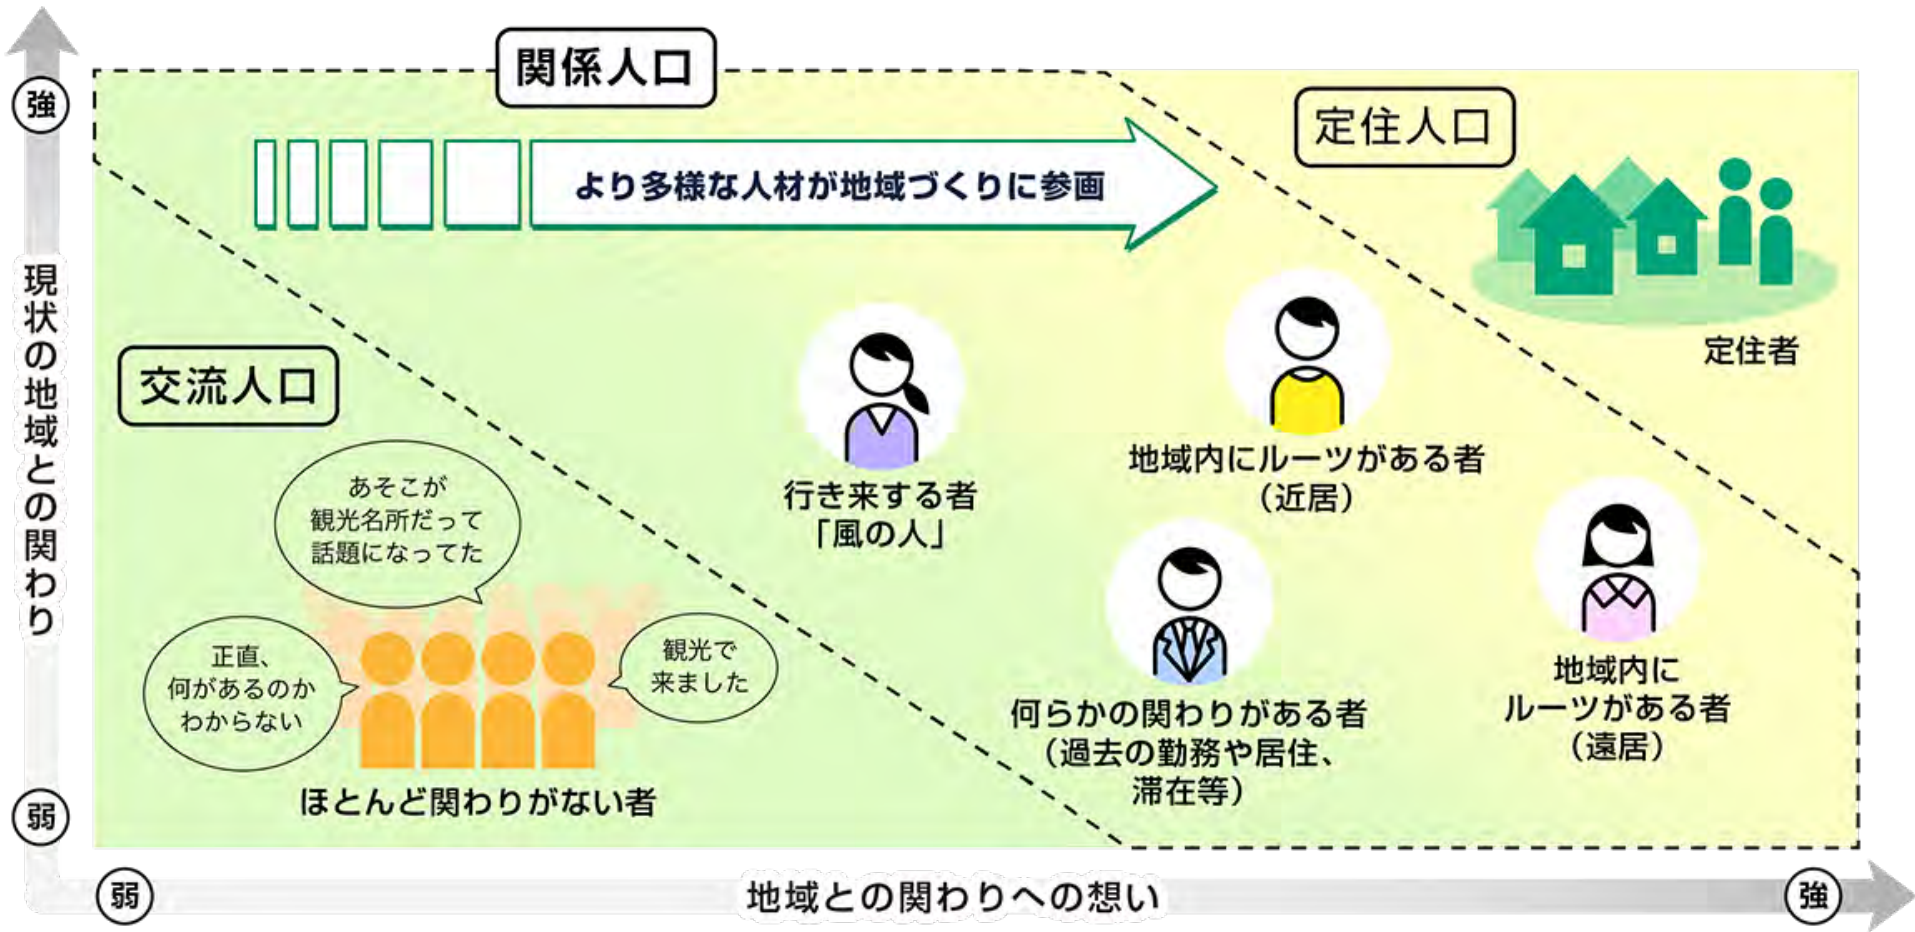 関係人口
強
定住人口
より多様な人材が地域づくりに参画
現状の地域との関わり
定住者
交流人口
あそこが
観光名所だって
話題になってた
行き来する者
「風の人」
地域内にルーツがある者
（近居）
正直、
何があるのか
わからない
観光で
来ました
ほとんど関わりがない者
何らかの関わりがある者
（過去の勤務や居住、
滞在等）
地域内に
ルーツがある者
（遠居）
弱
弱
地域との関わりへの想い
強